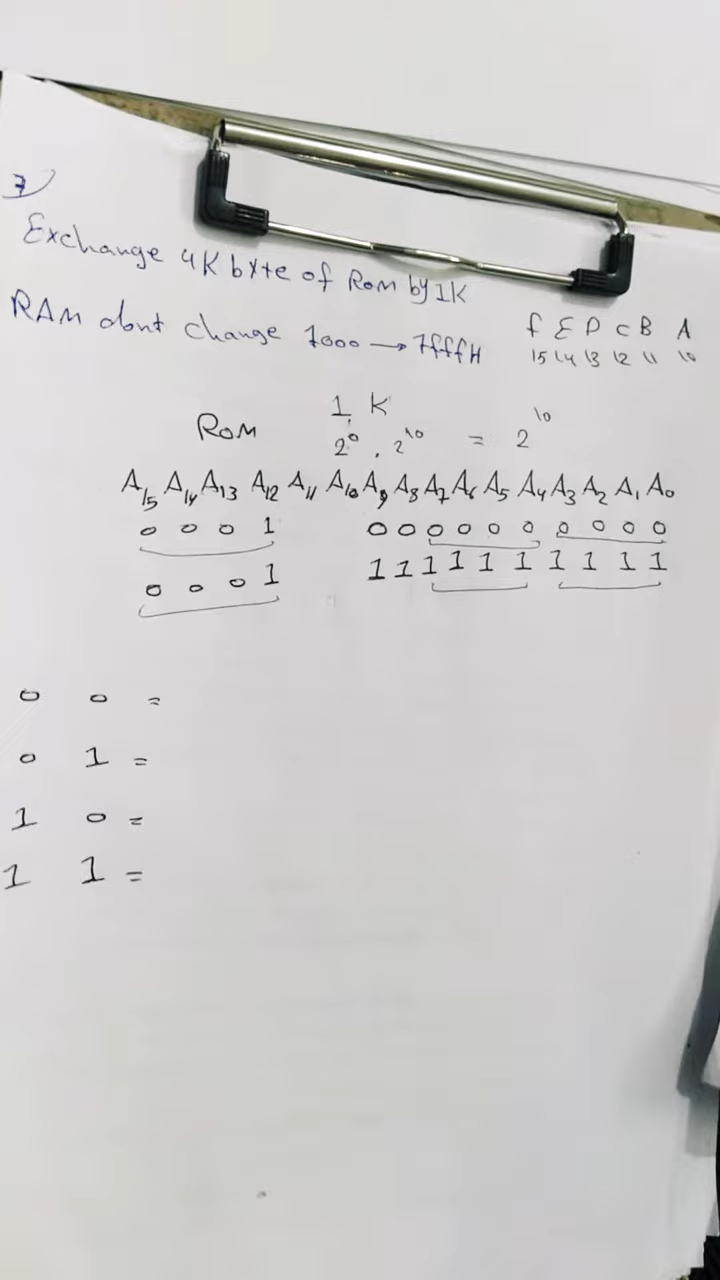 7
Exchange 4K byte of Rom by 1K
RAM dont change 7000 → 7fffH
f E D C B A
15 14 13 12 11 10
Rom 1 K
2⁰ . 2¹⁰ = 2¹⁰
A15 A14 A13 A12 A11 A10 A9 A8 A7 A6 A5 A4 A3 A2 A1 A0
0 0 0 1 0 0 0 0 0 0 0 0 0 0
0 0 0 1 1 1 1 1 1 1 1 1 1 1
0 0 =
0 1 =
1 0 =
1 1 =